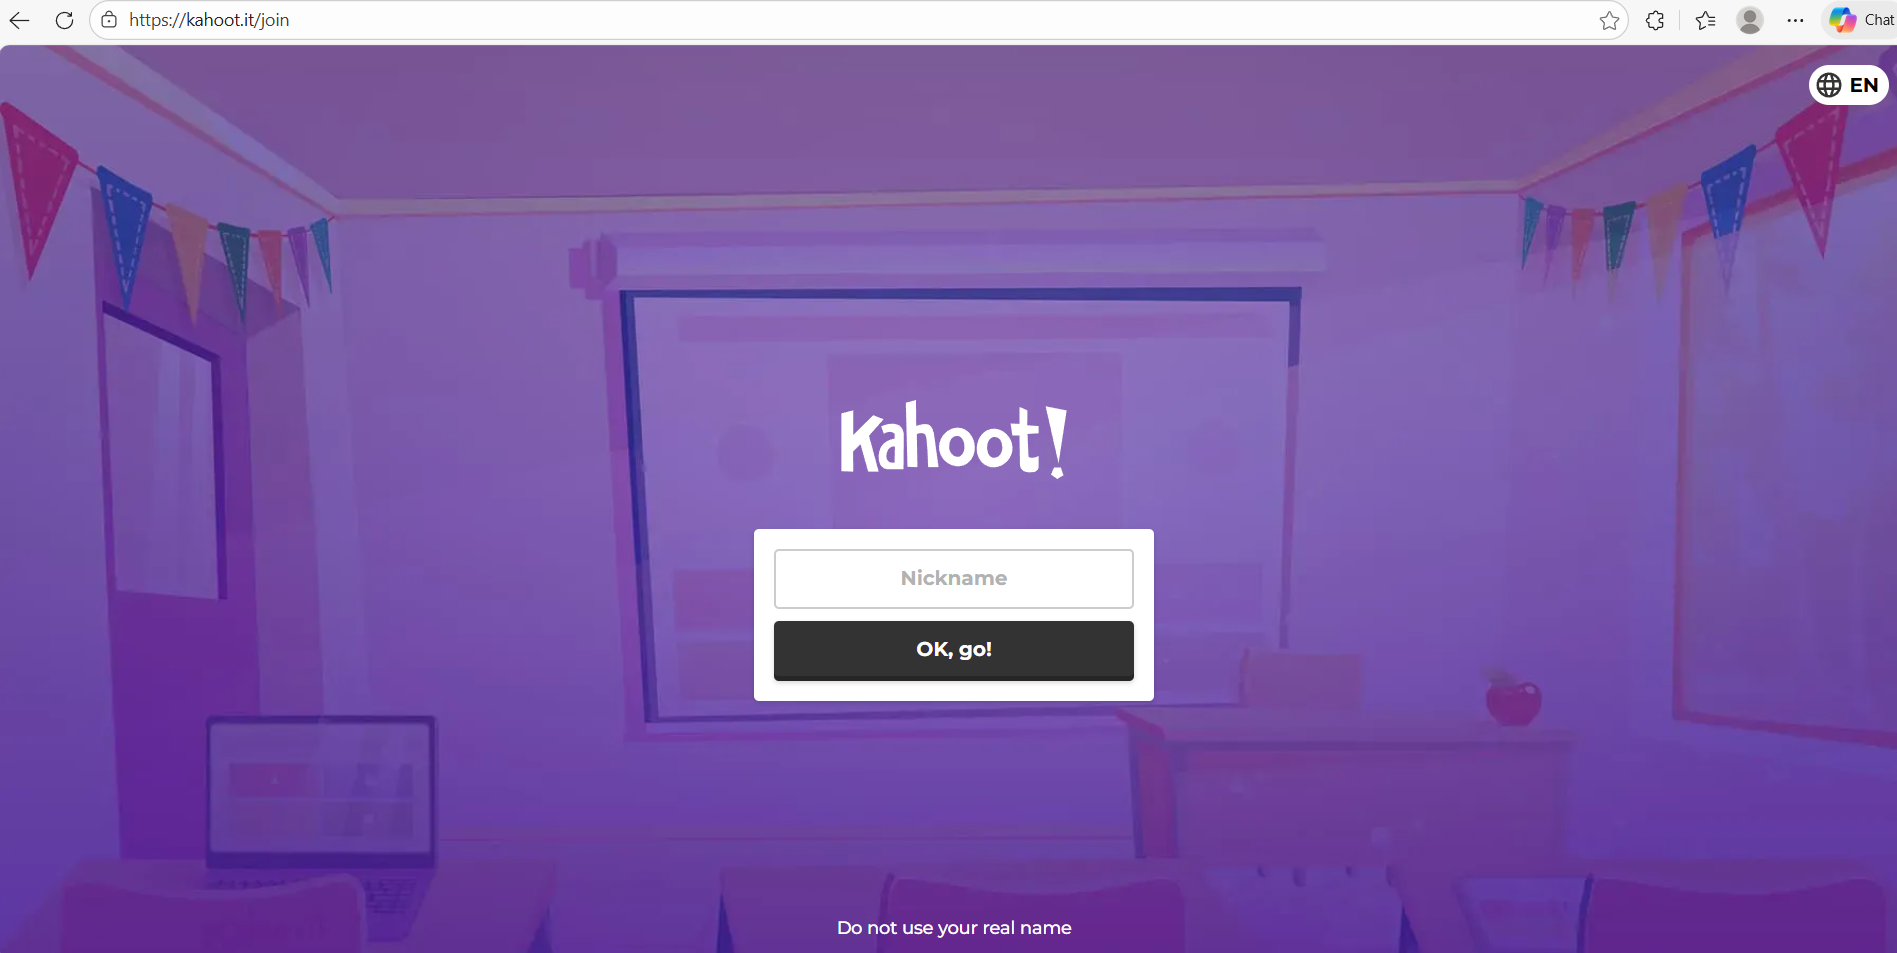 https://kahoot.it/join
Chat
EN
Kahoot!
Nickname
OK, go!
Do not use your real name